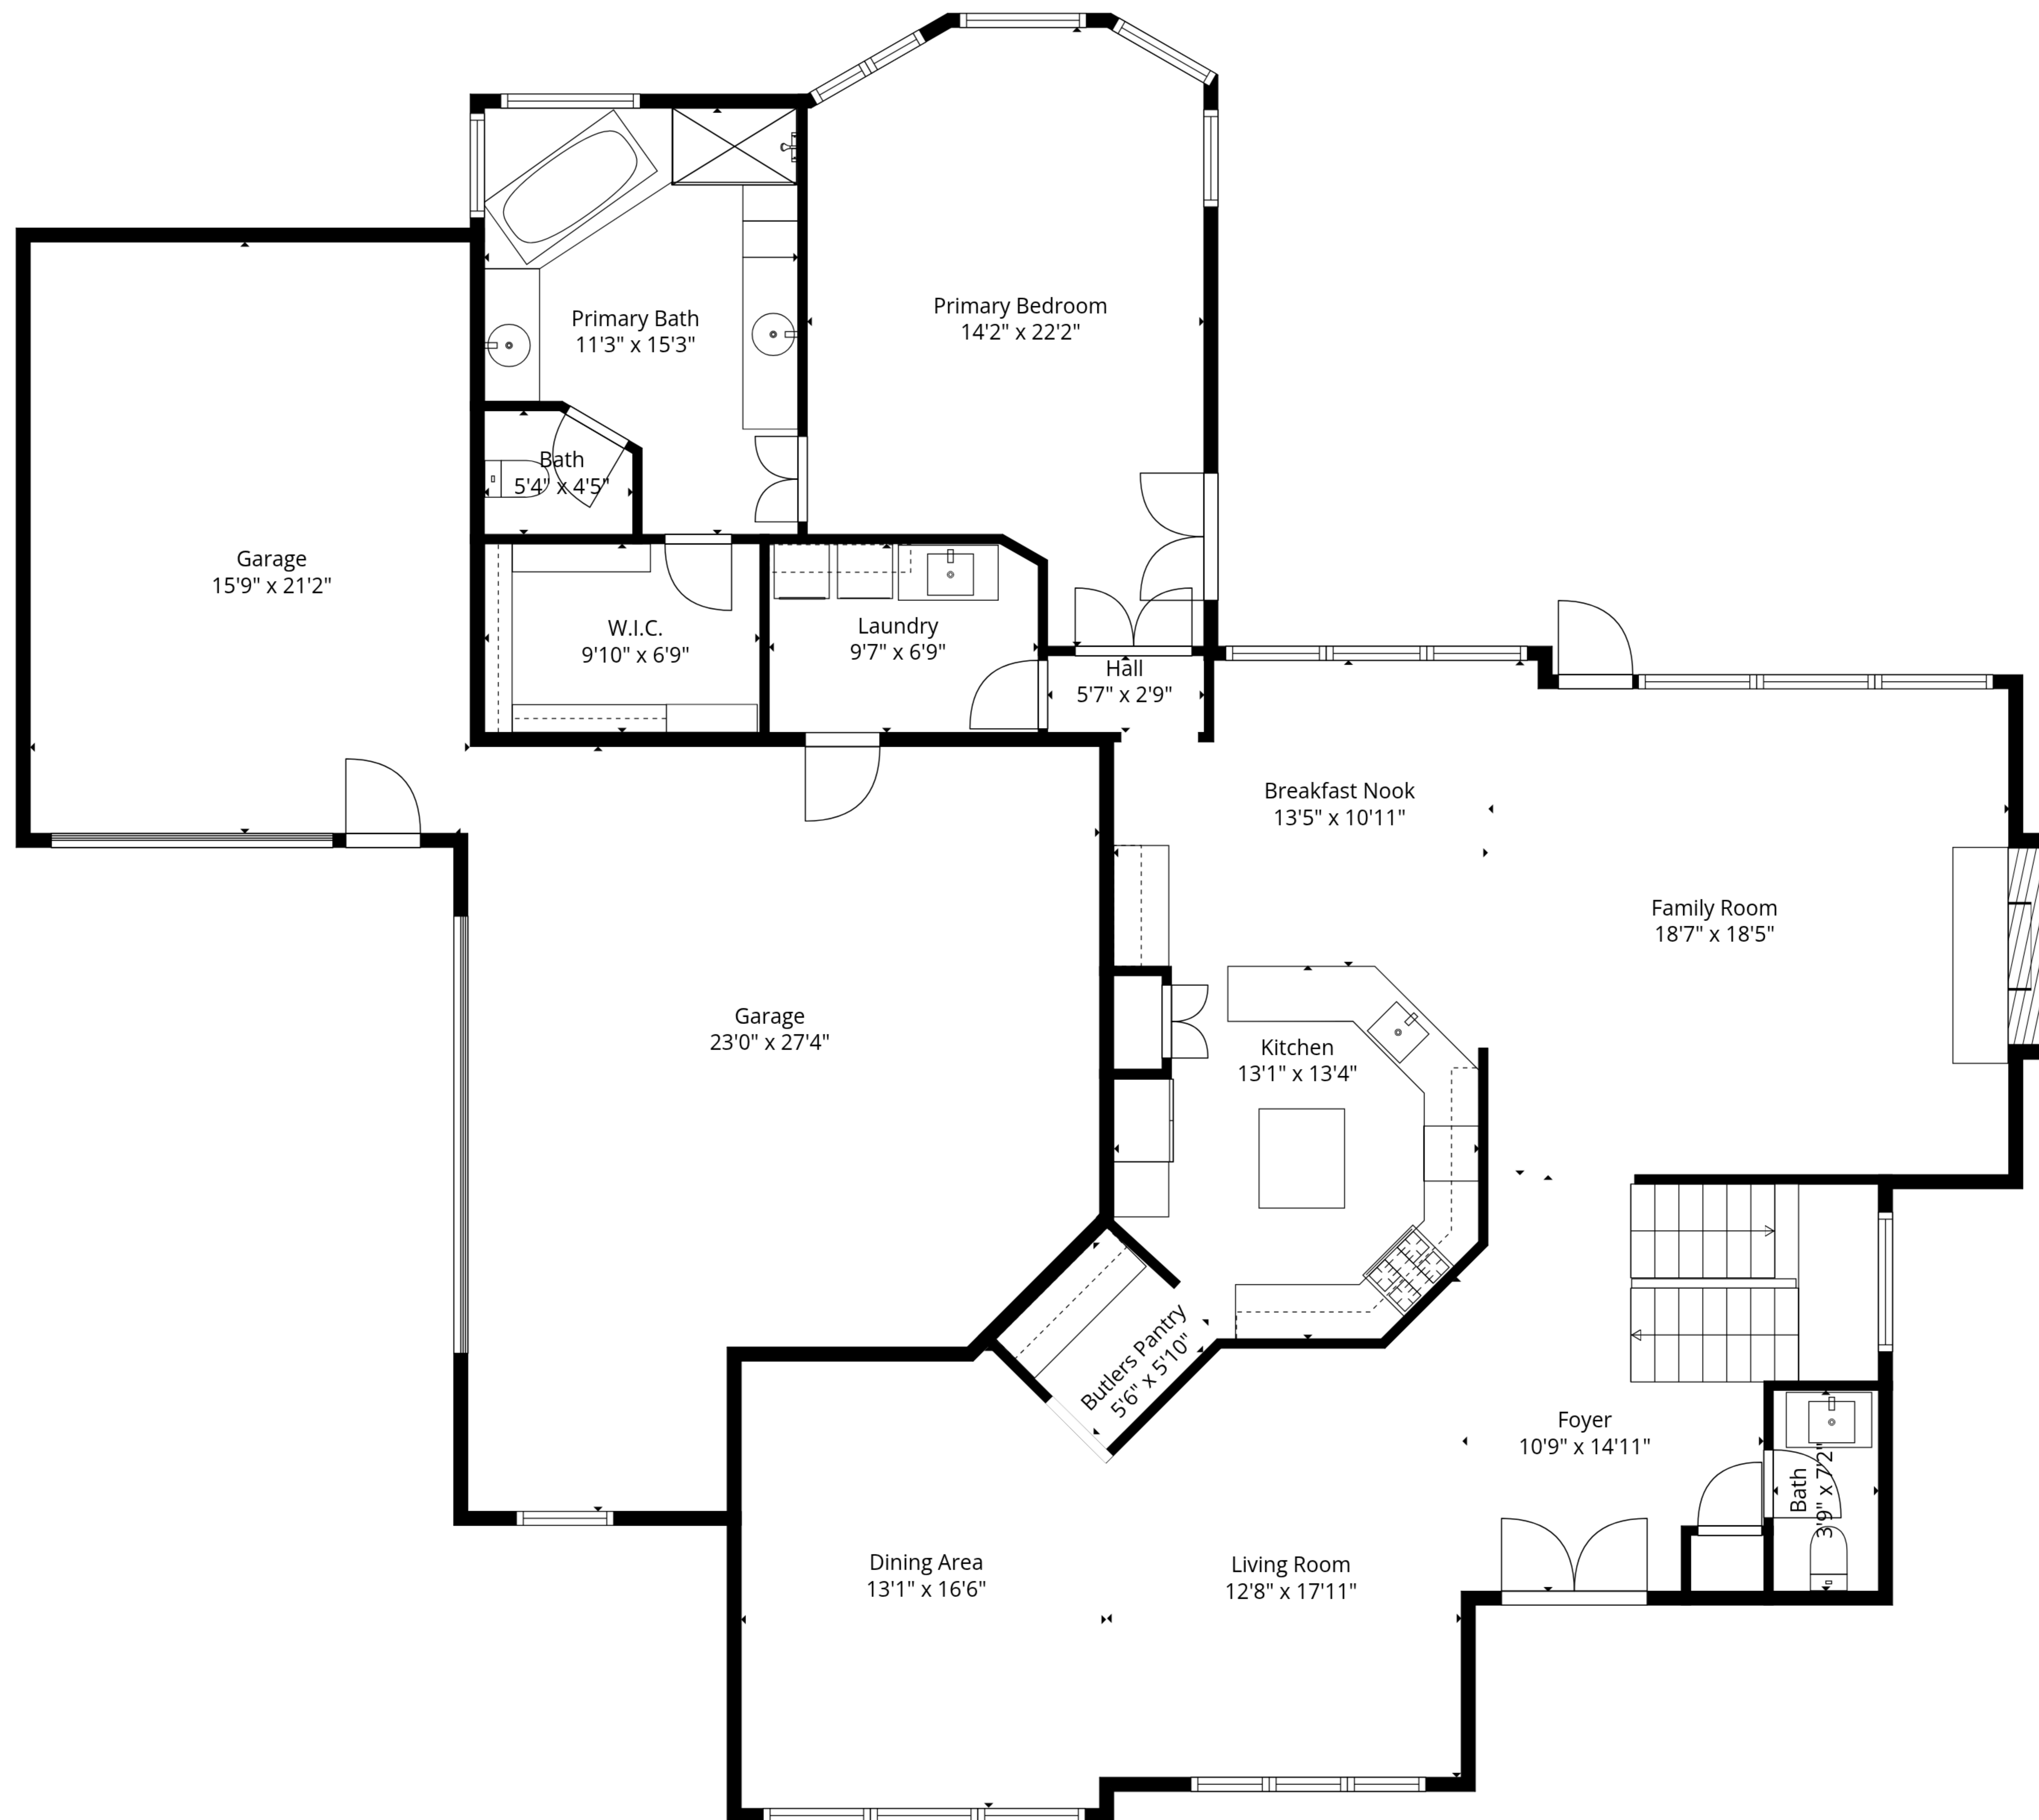 Primary Bedroom
14'2" x 22'2"
Primary Bath
11'3" x 15'3"
Bath
5'4" x 4'5"
Garage
15'9" x 21'2"
W.I.C.
9'10" x 6'9"
Laundry
9'7" x 6'9"
Hall
5'7" x 2'9"
Breakfast Nook
13'5" x 10'11"
Family Room
18'7" x 18'5"
Garage
23'0" x 27'4"
Kitchen
13'1" x 13'4"
Butlers Pantry
5'6" x 5'10"
Foyer
10'9" x 14'11"
Bath
3'9" x 7'2"
Dining Area
13'1" x 16'6"
Living Room
12'8" x 17'11"